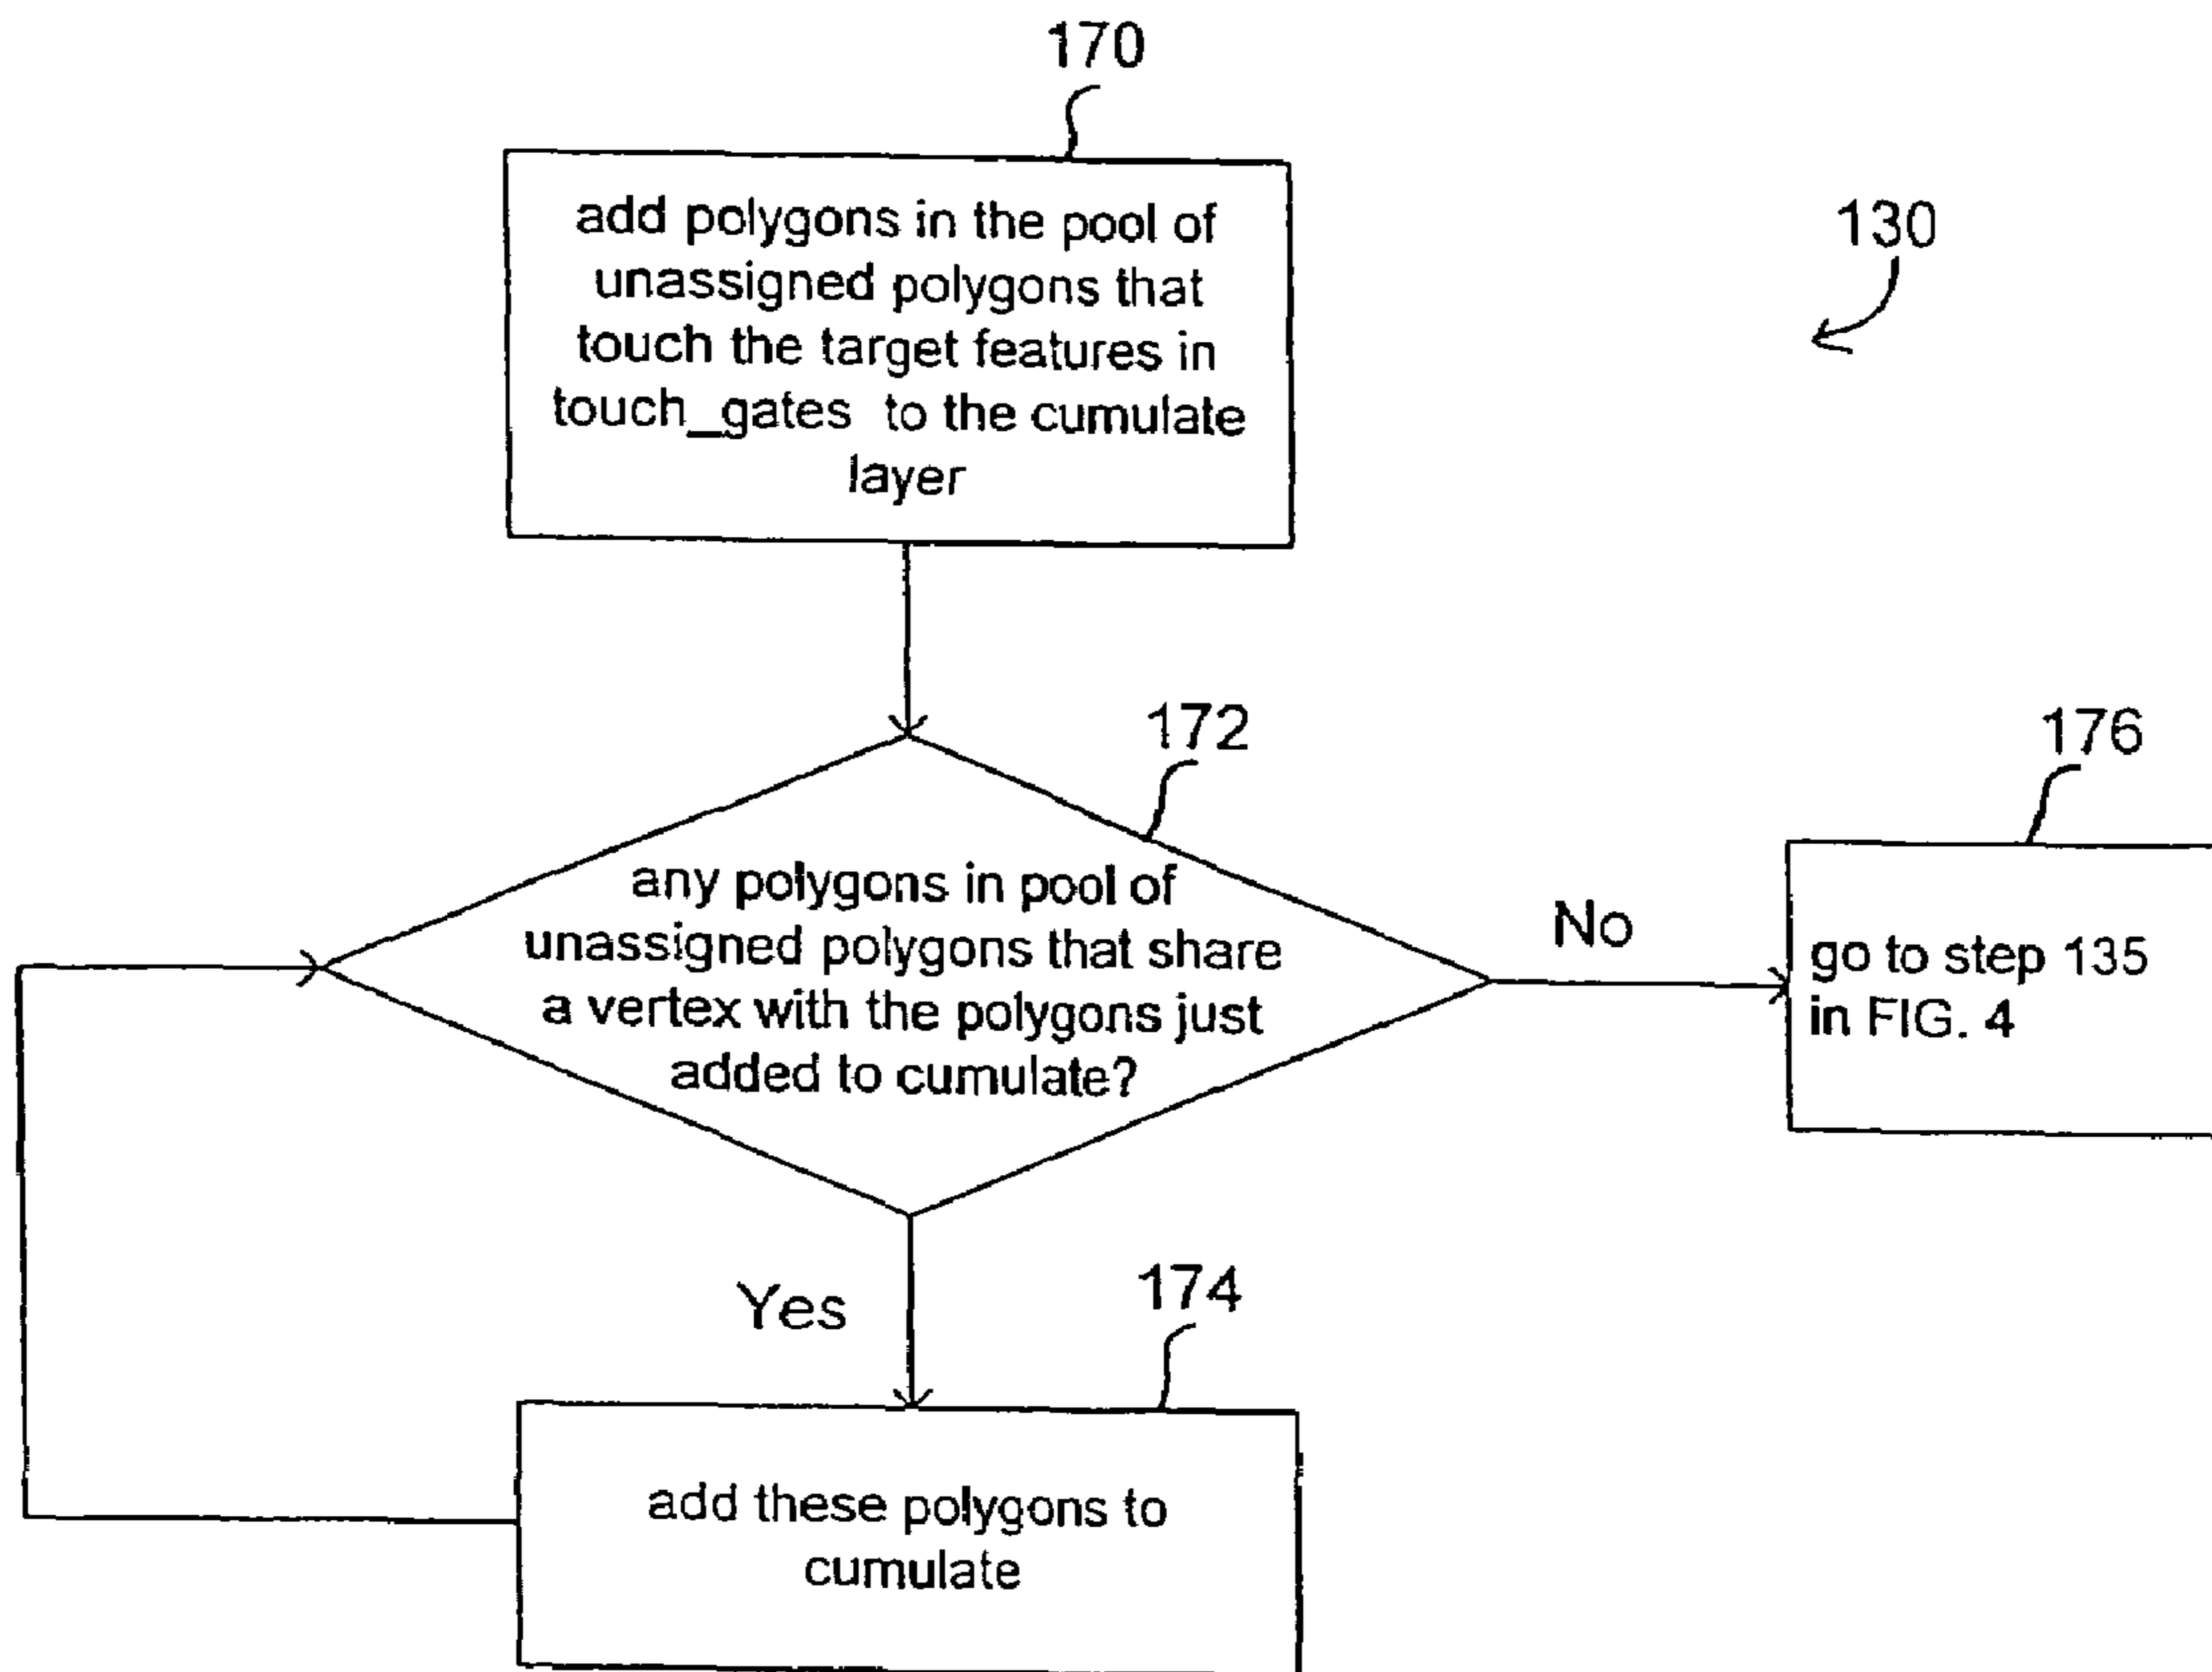 170
add polygons in the pool of
unassigned polygons that
touch the target features in
touch_gates to the cumulate
layer
130
172
any polygons in pool of
unassigned polygons that share
a vertex with the polygons just
added to cumulate?
No
176
go to step 135
in FIG. 4
Yes
174
add these polygons to
cumulate